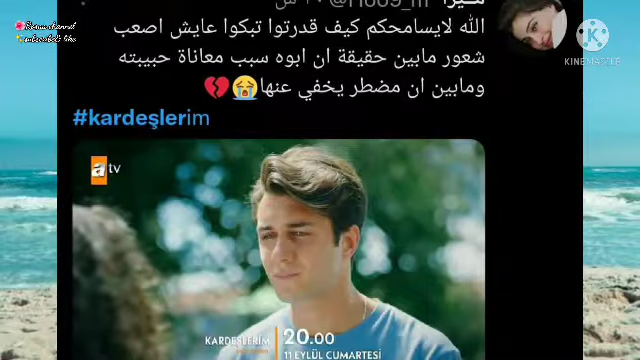 الله لايسامحكم كيف قدرتوا تبكوا عايش اصعب
شعور مابين حقيقة ان ابوه سبب معاناة حبيبته
ومابين ان مضطر يخفي عنها
#kardeşlerim
atv
KARDEŞLERİM
20.00
11 EYLÜL CUMARTESİ
KINEMASTER